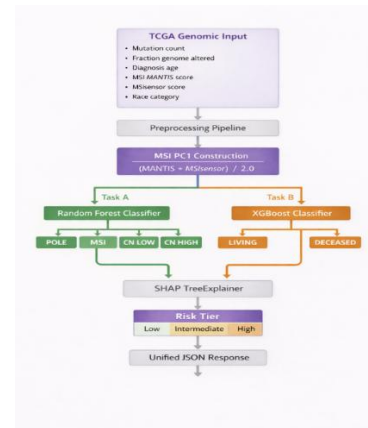 TCGA Genomic Input
• Mutation count
• Fraction genome altered
• Diagnosis age
• MSI MANTIS score
• MSIsensor score
• Race category
Preprocessing Pipeline
MSI PC1 Construction
(MANTIS + MSIsensor) / 2.0
Task A
Task B
Random Forest Classifier
XGBoost Classifier
POLE
MSI
CN LOW
CN HIGH
LIVING
DECEASED
SHAP TreeExplainer
Risk Tier
Low
Intermediate
High
Unified JSON Response